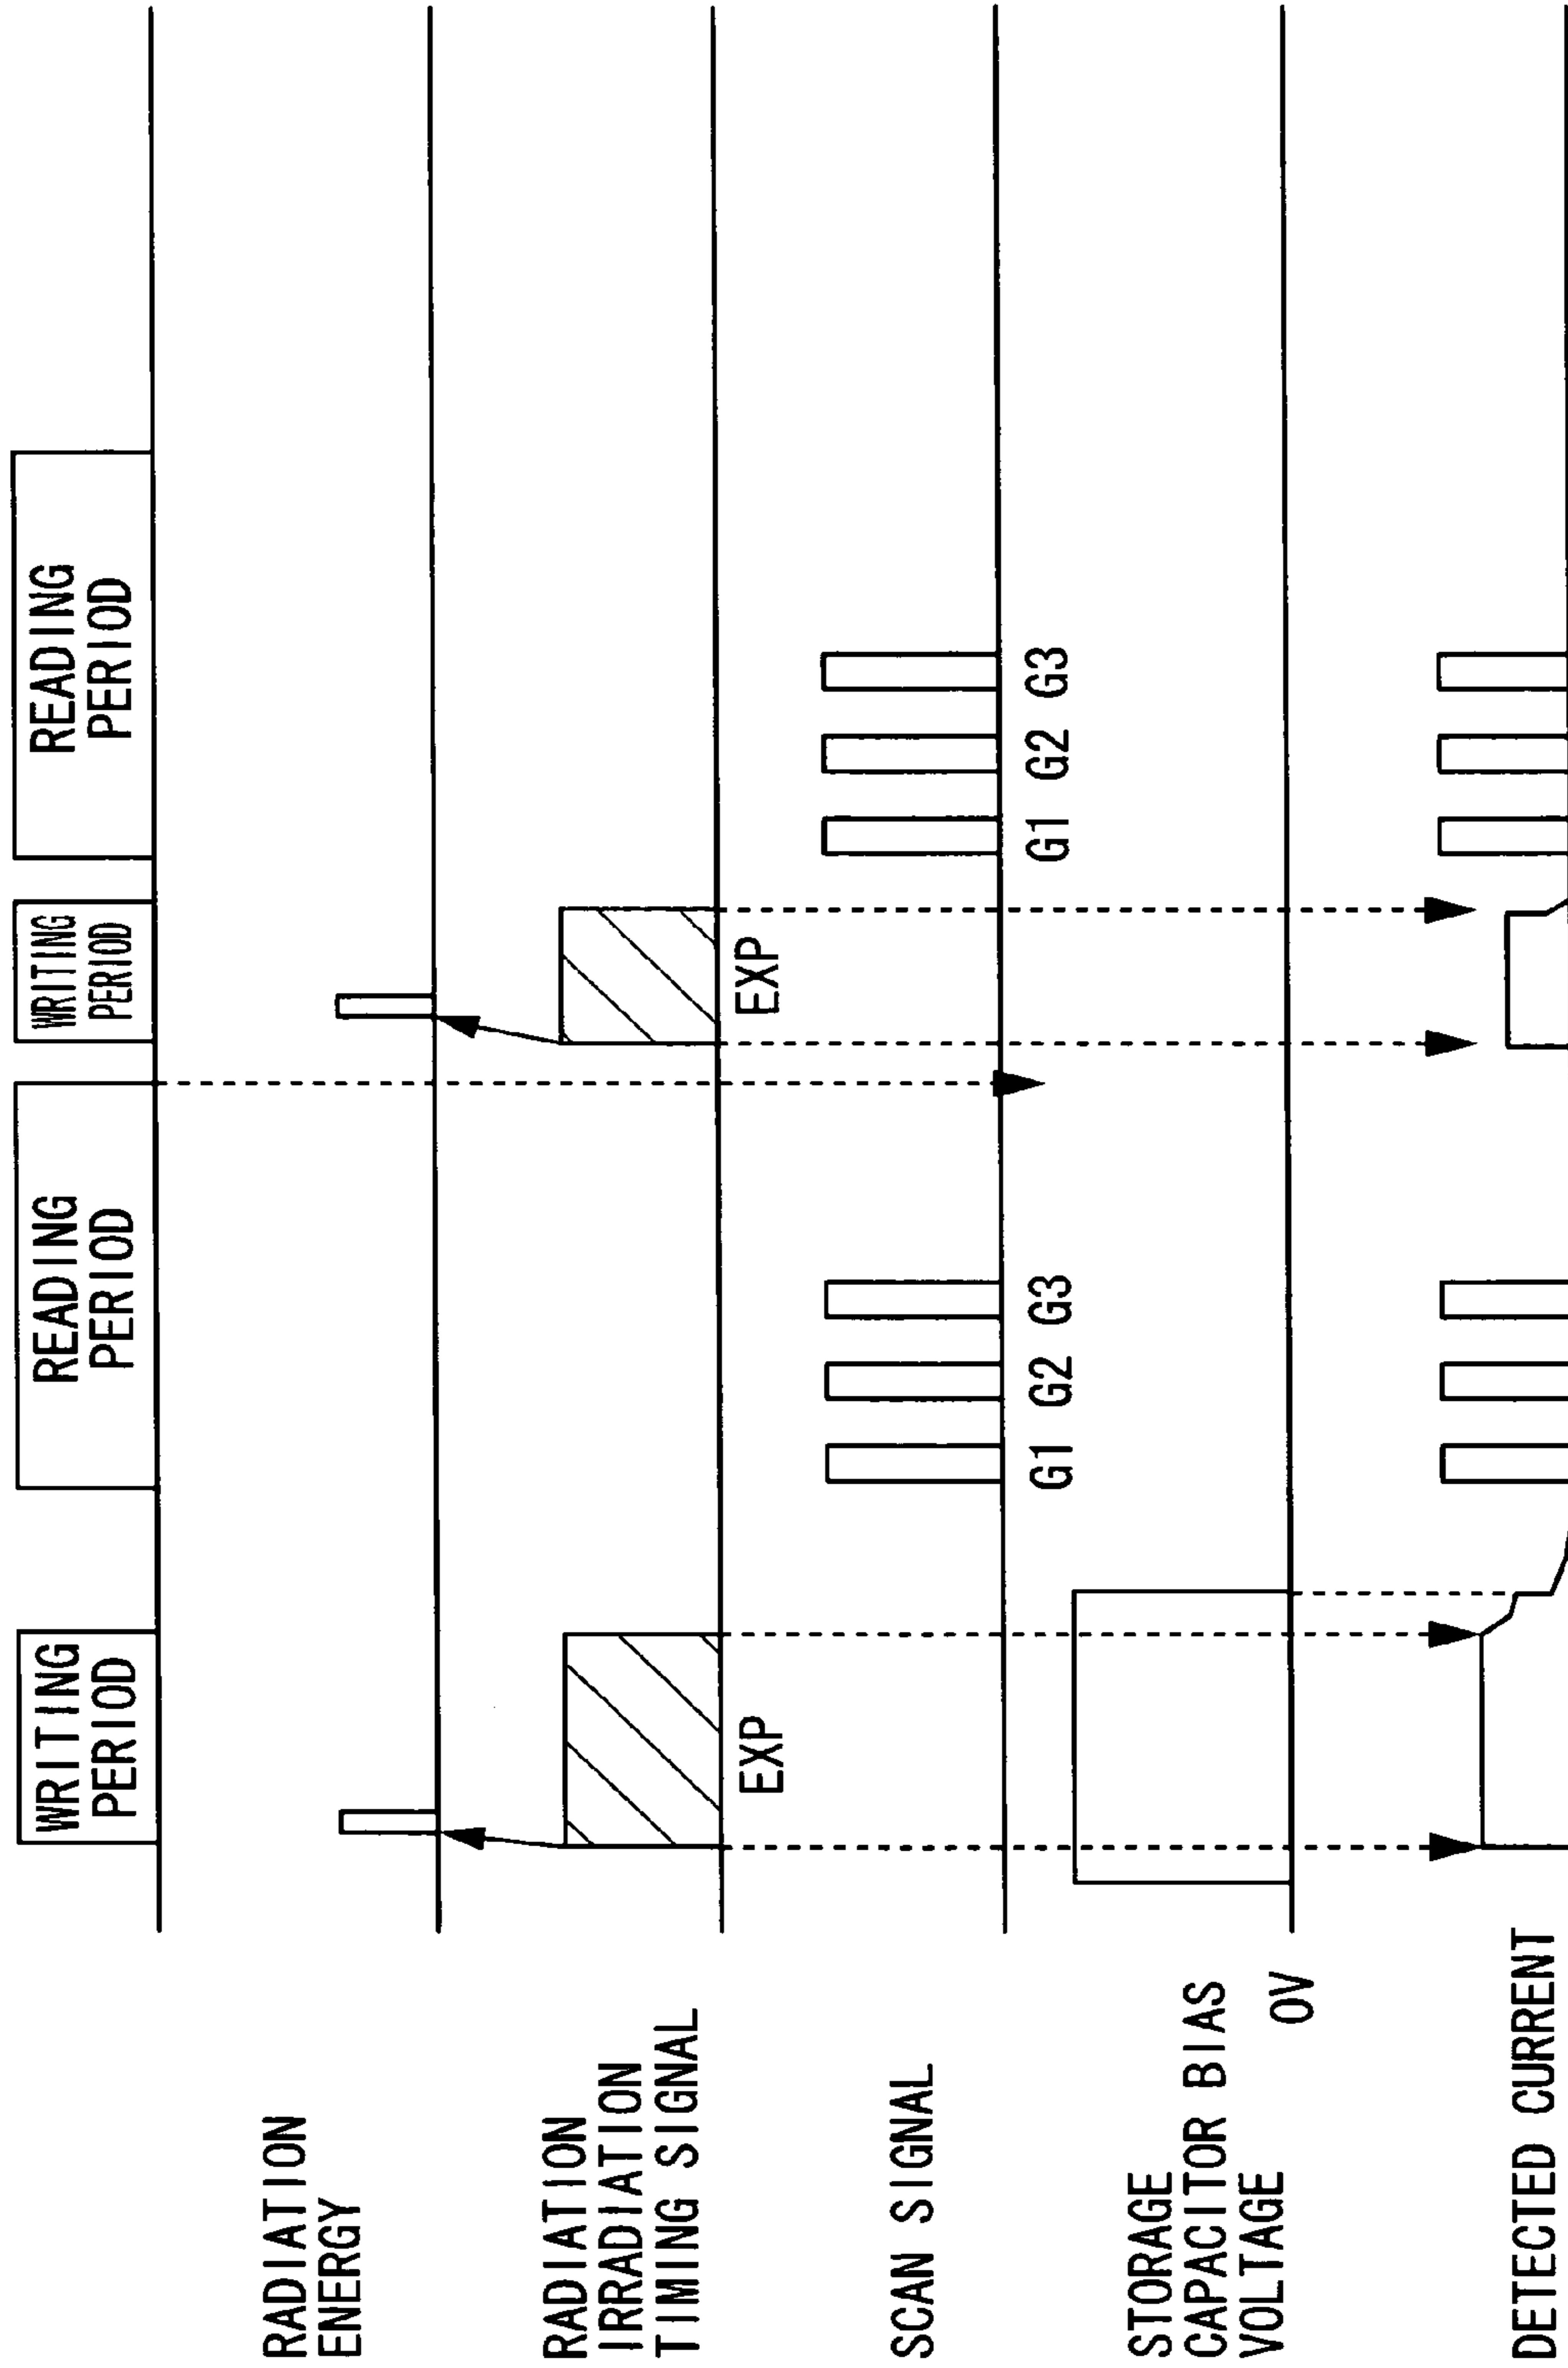 WRITING
PERIOD
READING
PERIOD
WRITING
PERIOD
READING
PERIOD
RADIATION
ENERGY
RADIATION
IRRADIATION
TIMING SIGNAL
EXP
EXP
SCAN SIGNAL
G1 G2 G3
G1 G2 G3
STORAGE
CAPACITOR BIAS
VOLTAGE
0V
DETECTED CURRENT